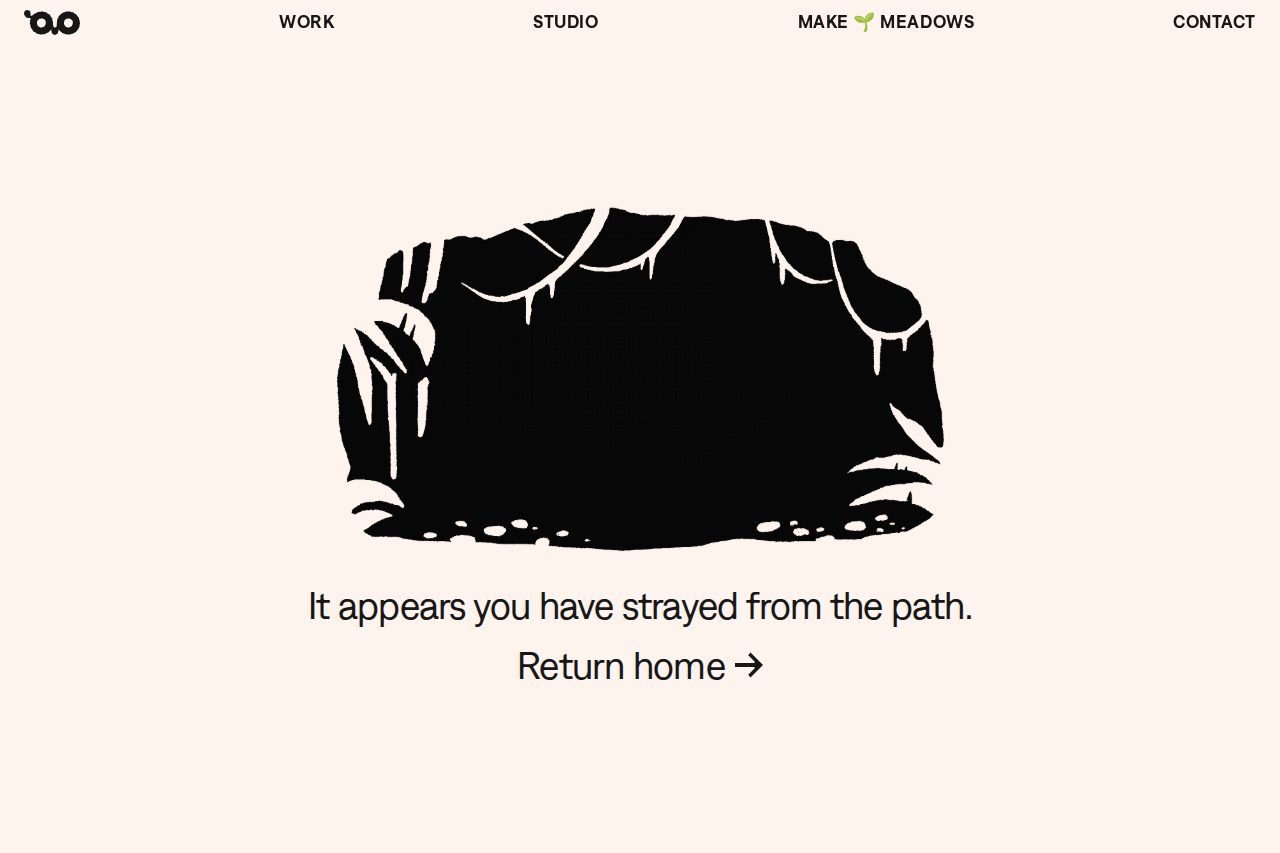 WORK
STUDIO
MAKE 🌱 MEADOWS
CONTACT
It appears you have strayed from the path.
Return home →